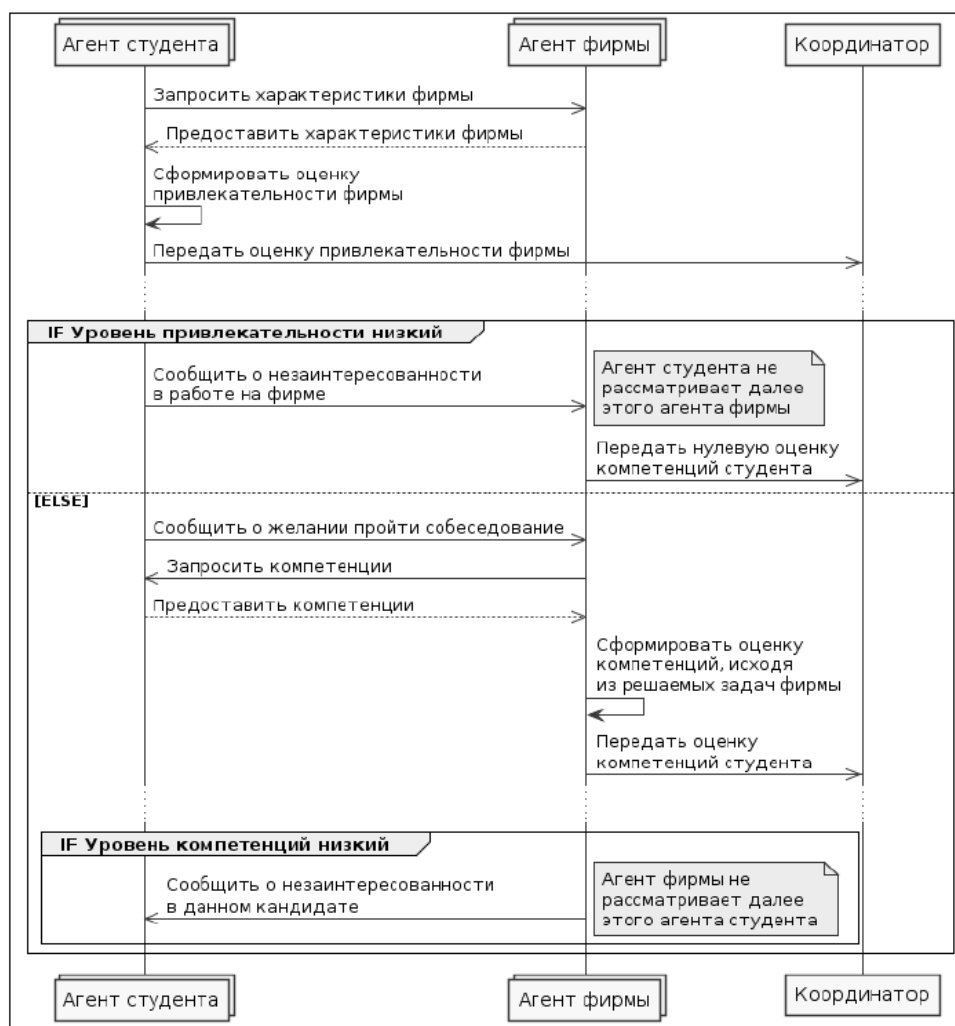 Агент студента
Агент фирмы
Координатор
Запросить характеристики фирмы
Предоставить характеристики фирмы
Сформировать оценку
привлекательности фирмы
Передать оценку привлекательности фирмы
IF Уровень привлекательности низкий
Сообщить о незаинтересованности
в работе на фирме
Агент студента не
рассматривает далее
этого агента фирмы
Передать нулевую оценку
компетенций студента
[ELSE]
Сообщить о желании пройти собеседование
Запросить компетенции
Предоставить компетенции
Сформировать оценку
компетенций, исходя
из решаемых задач фирмы
Передать оценку
компетенций студента
IF Уровень компетенций низкий
Сообщить о незаинтересованности
в данном кандидате
Агент фирмы не
рассматривает далее
этого агента студента
Агент студента
Агент фирмы
Координатор